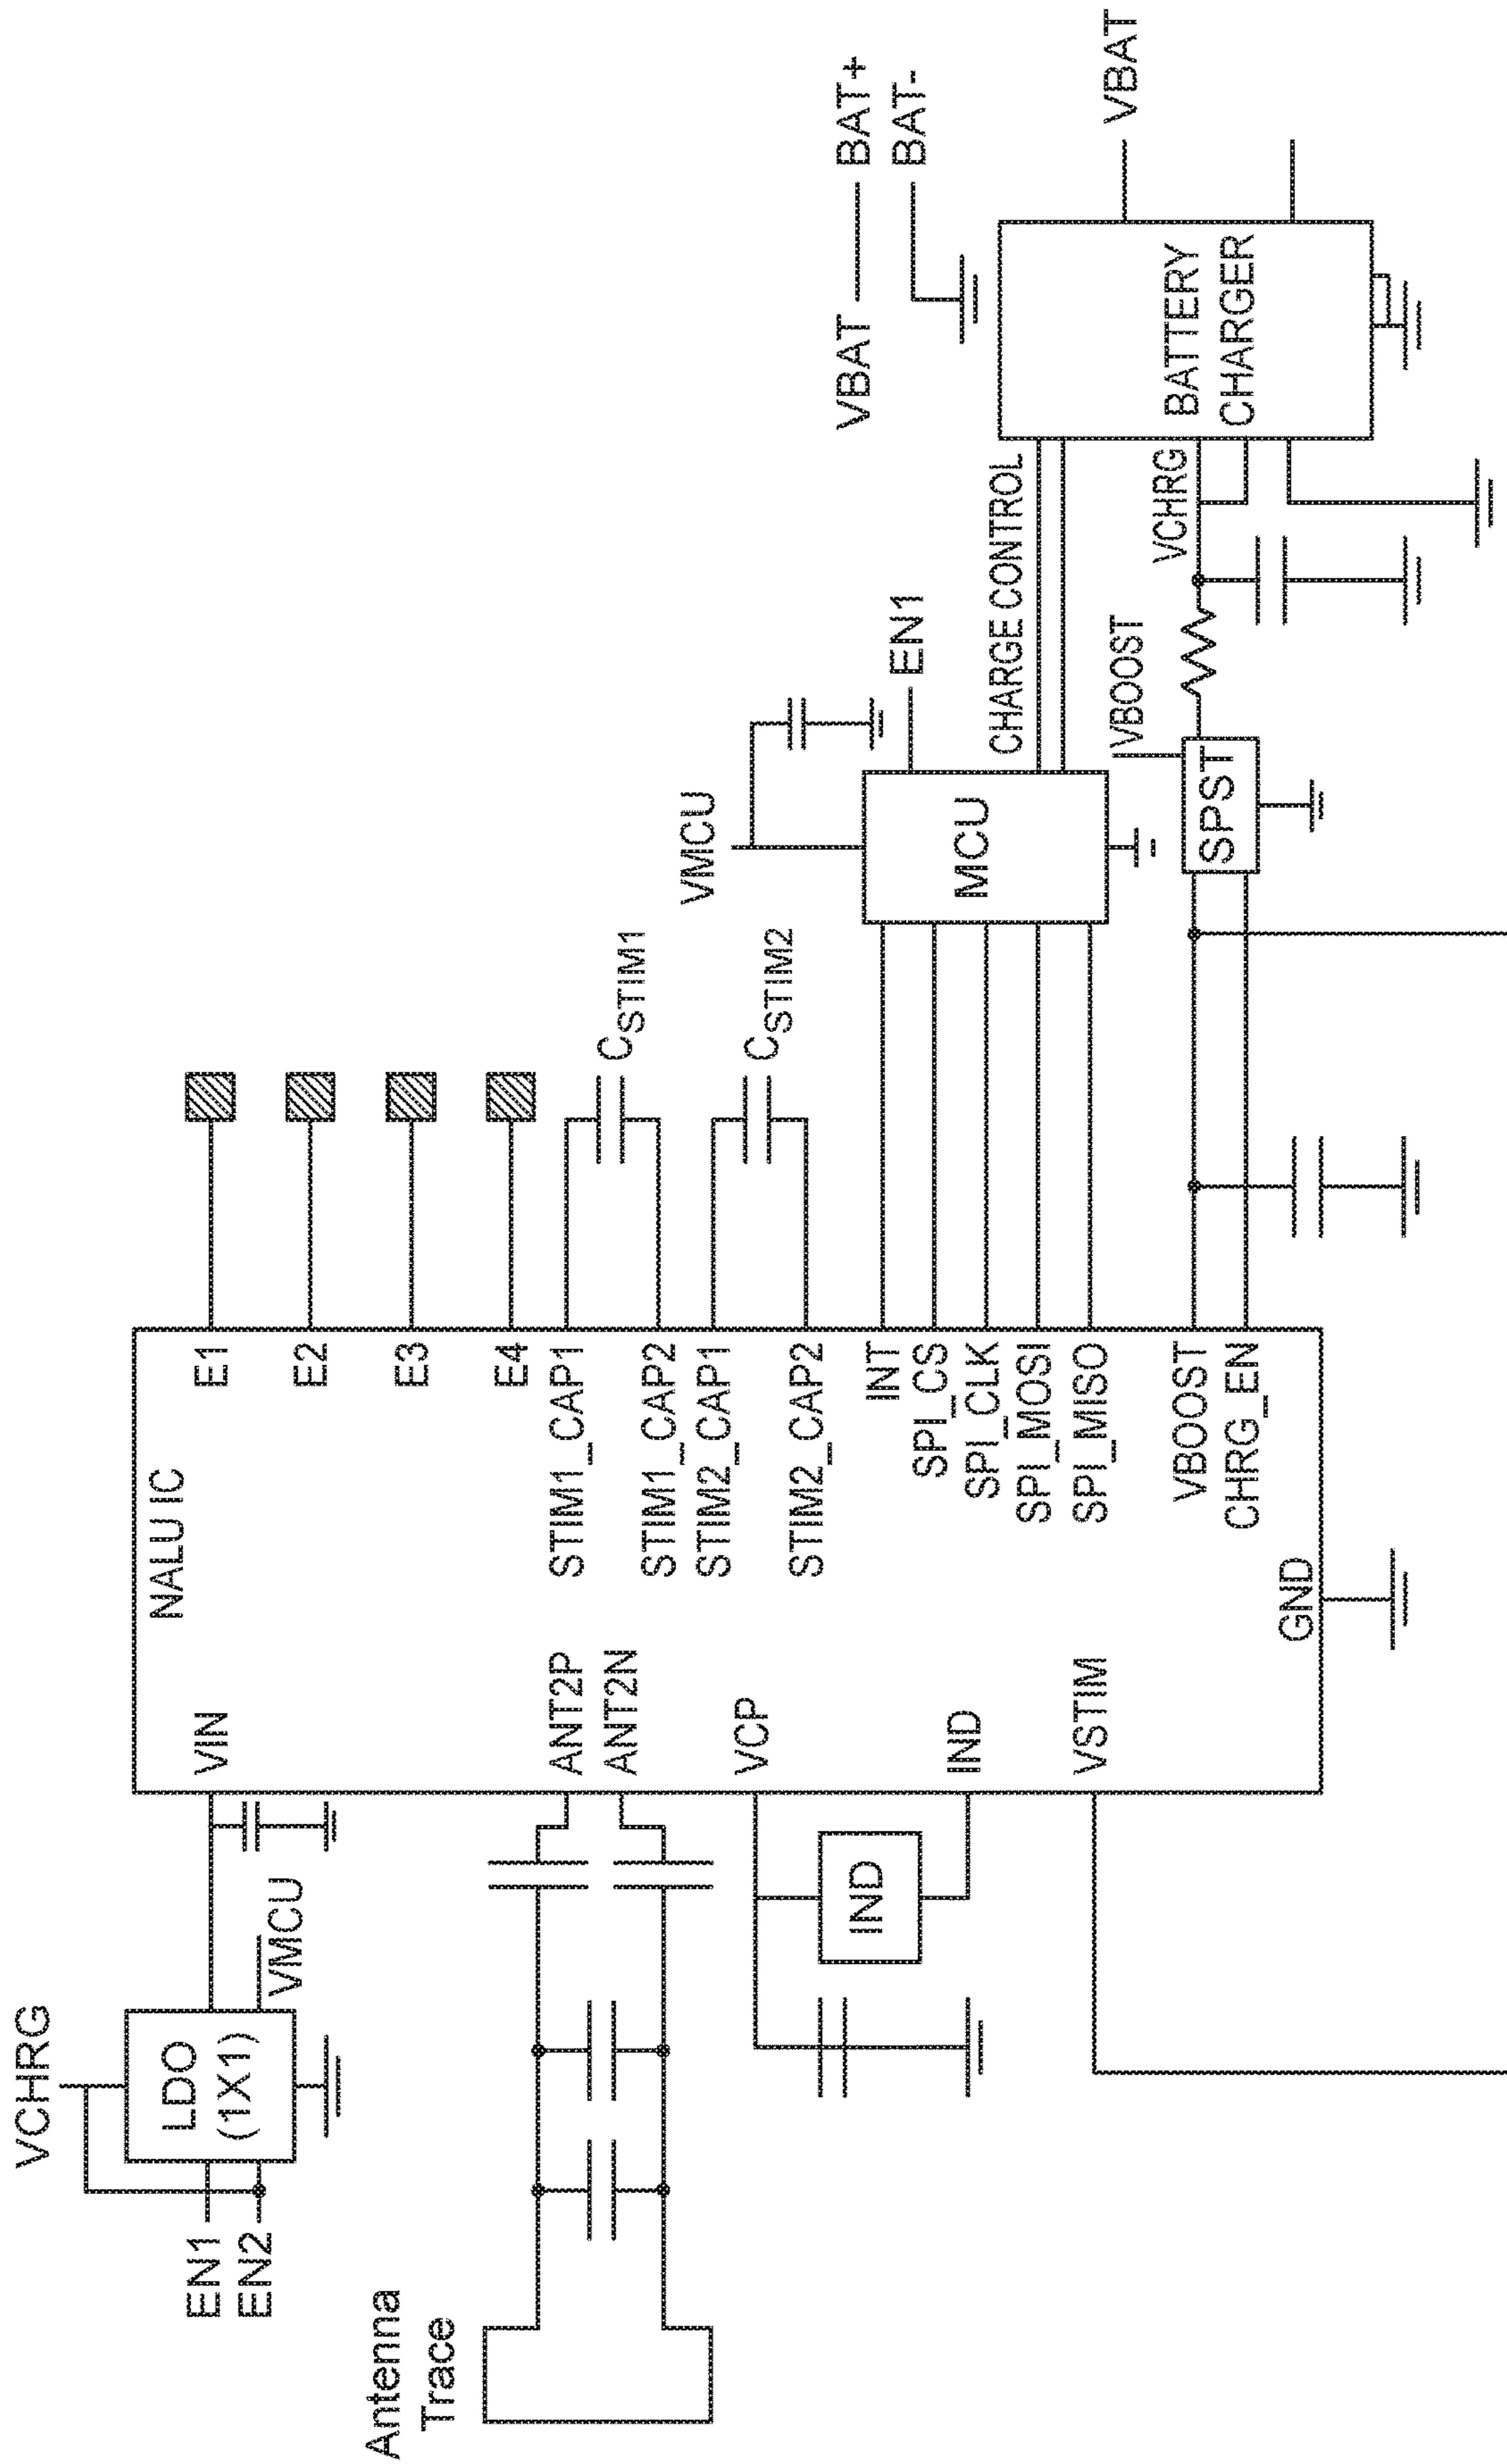 VCHRG
LDO
(1X1)
VMCU
EN1
EN2
Antenna
Trace
NALU IC
VIN
ANT2P
ANT2N
VCP
IND
IND
VSTIM
GND
E1
E2
E3
E4
STIM1_CAP1
STIM1_CAP2
STIM2_CAP1
STIM2_CAP2
INT
SPI_CS
SPI_CLK
SPI_MOSI
SPI_MISO
VBOOST
CHRG_EN
CSTIM1
CSTIM2
VMCU
MCU
EN1
CHARGE CONTROL
VBOOST
SPST
VCHRG
BATTERY
CHARGER
VBAT
BAT+
BAT-
VBAT